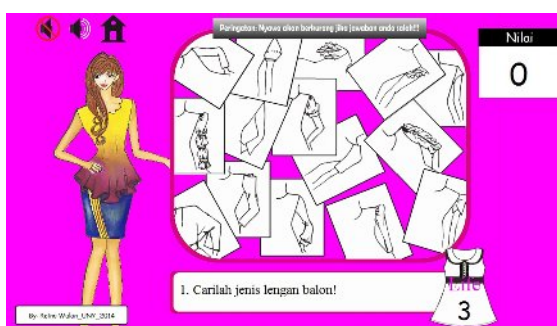 Peringatan: Nyawa akan berkurang jika jawaban anda salah!!!
Nilai
0
1. Carilah jenis lengan balon!
Life
3
By: Retno Wulan_UNY_2014